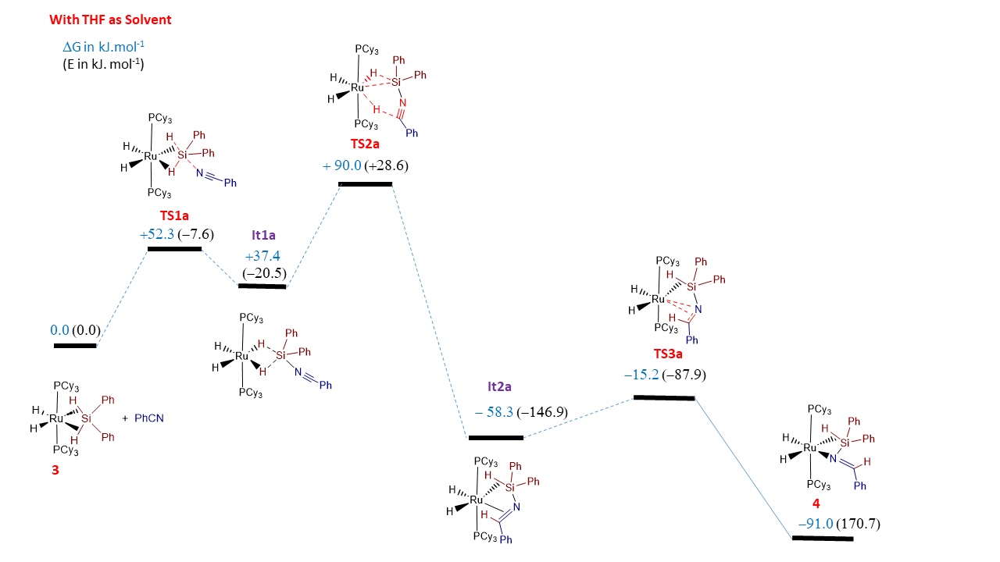 With THF as Solvent
ΔG in kJ.mol-1
(E in kJ. mol-1)
PCy3
Ph
H
Ph
H
Si
Ru
H
N
H
PCy3
Ph
TS2a
+ 90.0 (+28.6)
PCy3
H
Ph
H
Ph
Ru
Si
H
H
N
Ph
PCy3
TS1a
+52.3 (–7.6)
It1a
+37.4
(–20.5)
PCy3
Ph
H
H
Ph
Ru
Si
H
H
N
Ph
PCy3
0.0 (0.0)
PCy3
H
Ph
H
Ru
Si
H
H
Ph
PCy3
+ PhCN
3
PCy3
Ph
H
Ph
H
Si
Ru
H
N
H
PCy3
Ph
TS3a
–15.2 (–87.9)
It2a
– 58.3 (–146.9)
PCy3
Ph
H
Ph
H
Si
Ru
H
N
H
PCy3
Ph
PCy3
Ph
H
Ph
H
Si
Ru
H
N
H
PCy3
Ph
4
–91.0 (170.7)